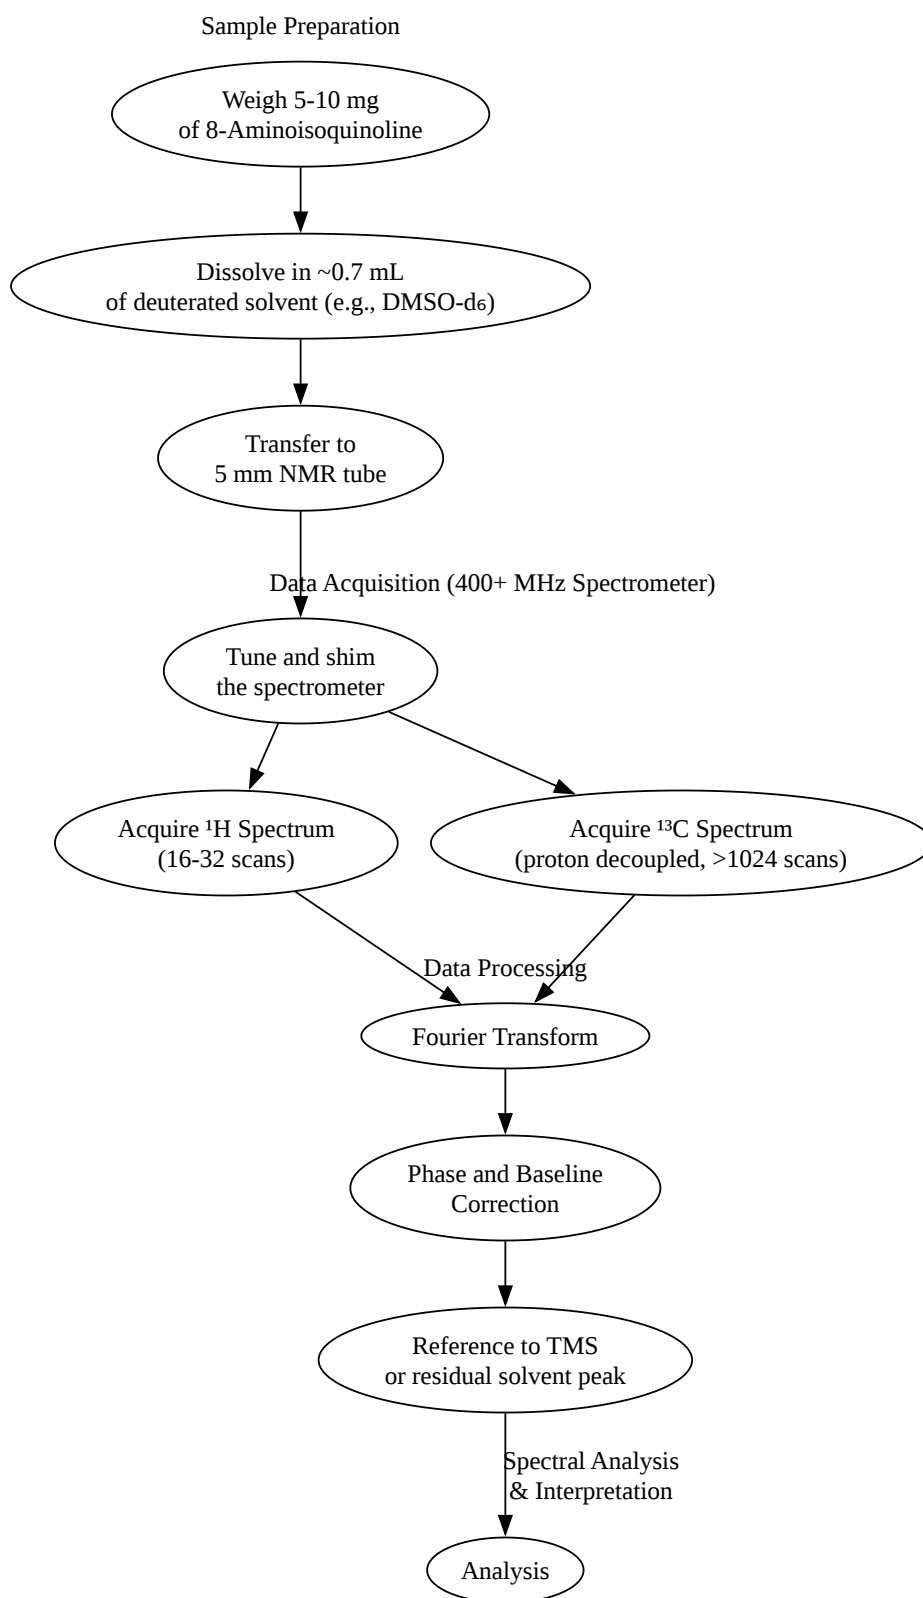 Sample Preparation
Weigh 5-10 mg
of 8-Aminoisoquinoline
Dissolve in ~0.7 mL
of deuterated solvent (e.g., DMSO-d₆)
Transfer to
5 mm NMR tube
Data Acquisition (400+ MHz Spectrometer)
Tune and shim
the spectrometer
Acquire ¹H Spectrum
(16-32 scans)
Acquire ¹³C Spectrum
(proton decoupled, >1024 scans)
Data Processing
Fourier Transform
Phase and Baseline
Correction
Reference to TMS
or residual solvent peak
Spectral Analysis
& Interpretation
Analysis